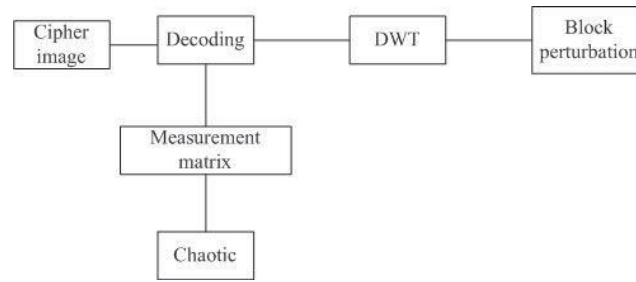 Cipher
image
Decoding
DWT
Block
perturbation
Measurement
matrix
Chaotic